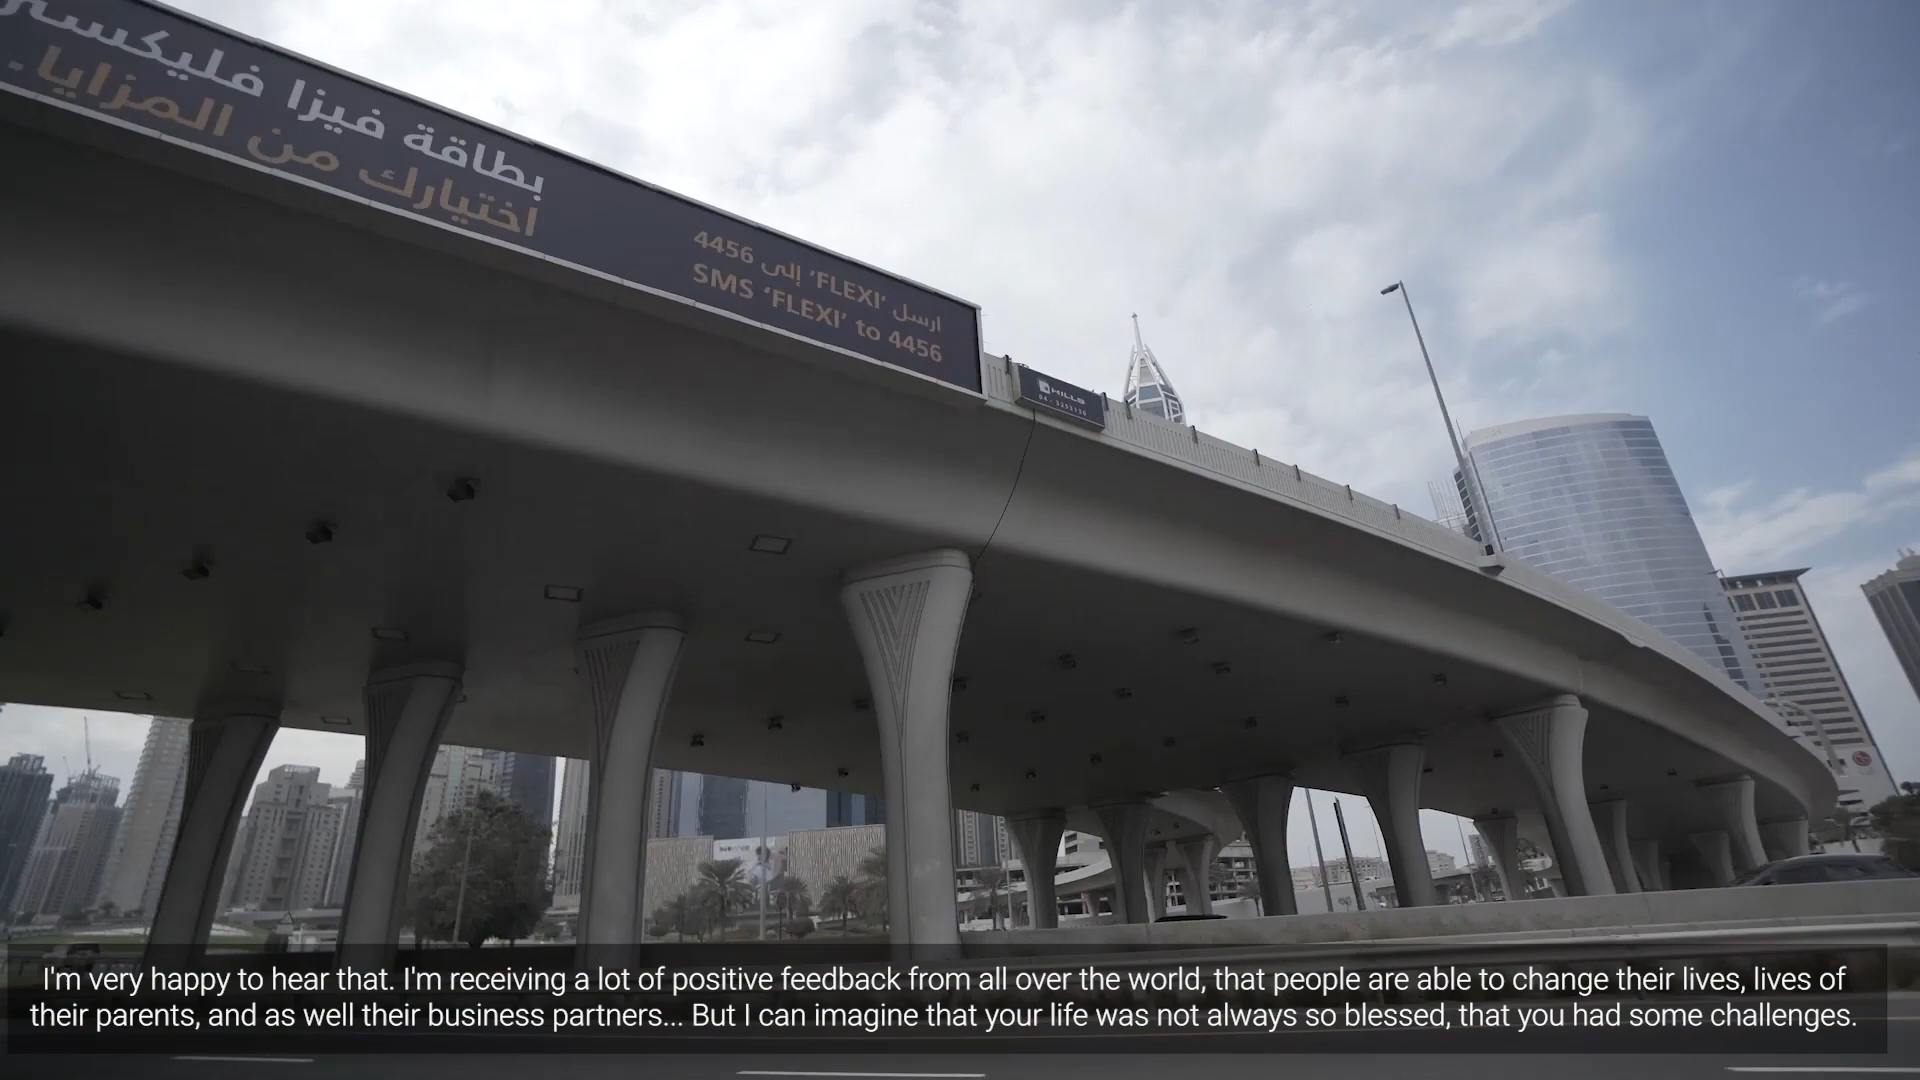 بطاقة فيزا فليكسي
اختيارك من المزايا.
ارسل 'FLEXI' إلى 4456
SMS 'FLEXI' to 4456
HILLS
04 - 3253130
I'm very happy to hear that. I'm receiving a lot of positive feedback from all over the world, that people are able to change their lives, lives of
their parents, and as well their business partners... But I can imagine that your life was not always so blessed, that you had some challenges.